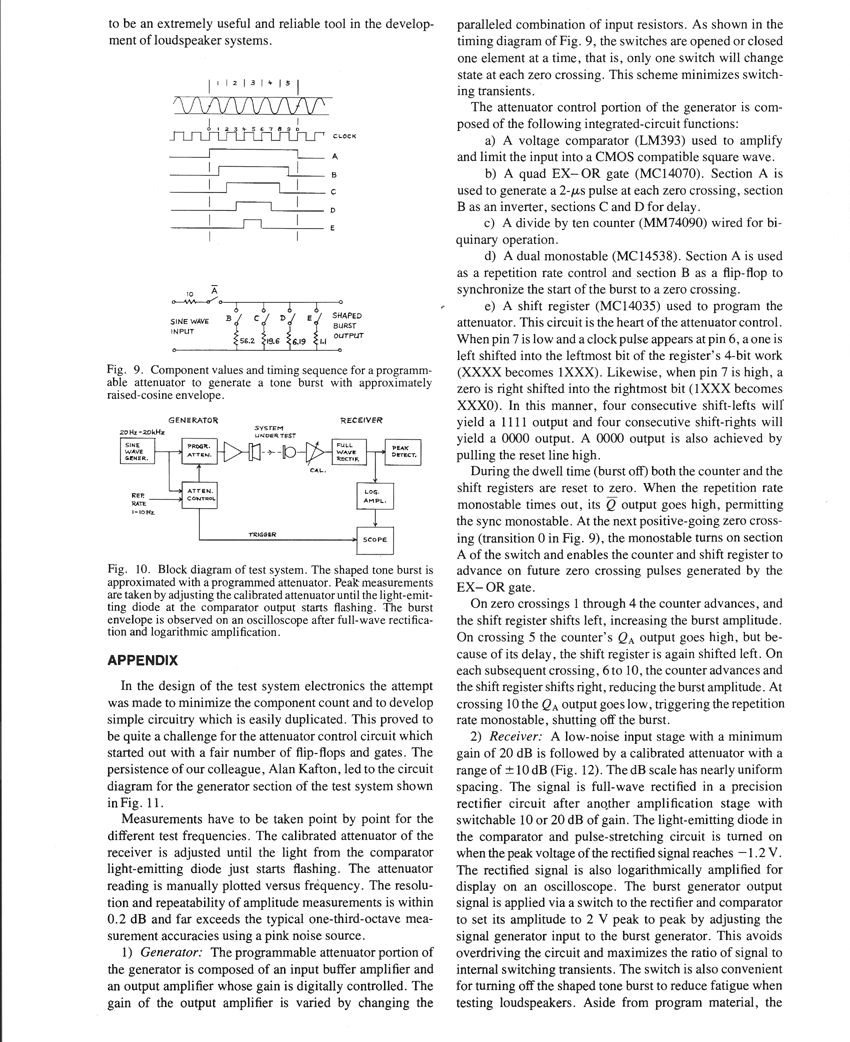 to be an extremely useful and reliable tool in the develop-
ment of loudspeaker systems.
1 | 2 | 3 | 4 | 5
0 1 2 3 4 5 6 7 8 9 0
CLOCK
A
B
C
D
E
10
A̅
SINE WAVE
INPUT
B C D E
56.2 19.6 6.19 1.1
SHAPED
BURST
OUTPUT
Fig. 9. Component values and timing sequence for a programm-
able attenuator to generate a tone burst with approximately
raised-cosine envelope.
GENERATOR
RECEIVER
20 Hz - 20 kHz
SINE
WAVE
GENER.
PROGR.
ATTEN.
SYSTEM
UNDER TEST
CAL.
FULL
WAVE
RECTIF.
PEAK
DETECT.
REP.
RATE
1-10 Hz
ATTEN.
CONTROL
LOG.
AMPL.
TRIGGER
SCOPE
Fig. 10. Block diagram of test system. The shaped tone burst is
approximated with a programmed attenuator. Peak measurements
are taken by adjusting the calibrated attenuator until the light-emit-
ting diode at the comparator output starts flashing. The burst
envelope is observed on an oscilloscope after full-wave rectifica-
tion and logarithmic amplification.
APPENDIX
In the design of the test system electronics the attempt
was made to minimize the component count and to develop
simple circuitry which is easily duplicated. This proved to
be quite a challenge for the attenuator control circuit which
started out with a fair number of flip-flops and gates. The
persistence of our colleague, Alan Kafton, led to the circuit
diagram for the generator section of the test system shown
in Fig. 11.
Measurements have to be taken point by point for the
different test frequencies. The calibrated attenuator of the
receiver is adjusted until the light from the comparator
light-emitting diode just starts flashing. The attenuator
reading is manually plotted versus frequency. The resolu-
tion and repeatability of amplitude measurements is within
0.2 dB and far exceeds the typical one-third-octave mea-
surement accuracies using a pink noise source.
1) Generator: The programmable attenuator portion of
the generator is composed of an input buffer amplifier and
an output amplifier whose gain is digitally controlled. The
gain of the output amplifier is varied by changing the
paralleled combination of input resistors. As shown in the
timing diagram of Fig. 9, the switches are opened or closed
one element at a time, that is, only one switch will change
state at each zero crossing. This scheme minimizes switch-
ing transients.
The attenuator control portion of the generator is com-
posed of the following integrated-circuit functions:
a) A voltage comparator (LM393) used to amplify
and limit the input into a CMOS compatible square wave.
b) A quad EX–OR gate (MC14070). Section A is
used to generate a 2-μs pulse at each zero crossing, section
B as an inverter, sections C and D for delay.
c) A divide by ten counter (MM74090) wired for bi-
quinary operation.
d) A dual monostable (MC14538). Section A is used
as a repetition rate control and section B as a flip-flop to
synchronize the start of the burst to a zero crossing.
e) A shift register (MC14035) used to program the
attenuator. This circuit is the heart of the attenuator control.
When pin 7 is low and a clock pulse appears at pin 6, a one is
left shifted into the leftmost bit of the register's 4-bit work
(XXXX becomes 1XXX). Likewise, when pin 7 is high, a
zero is right shifted into the rightmost bit (1XXX becomes
XXX0). In this manner, four consecutive shift-lefts will
yield a 1111 output and four consecutive shift-rights will
yield a 0000 output. A 0000 output is also achieved by
pulling the reset line high.
During the dwell time (burst off) both the counter and the
shift registers are reset to zero. When the repetition rate
monostable times out, its Q̅ output goes high, permitting
the sync monostable. At the next positive-going zero cross-
ing (transition 0 in Fig. 9), the monostable turns on section
A of the switch and enables the counter and shift register to
advance on future zero crossing pulses generated by the
EX–OR gate.
On zero crossings 1 through 4 the counter advances, and
the shift register shifts left, increasing the burst amplitude.
On crossing 5 the counter's QA output goes high, but be-
cause of its delay, the shift register is again shifted left. On
each subsequent crossing, 6 to 10, the counter advances and
the shift register shifts right, reducing the burst amplitude. At
crossing 10 the QA output goes low, triggering the repetition
rate monostable, shutting off the burst.
2) Receiver: A low-noise input stage with a minimum
gain of 20 dB is followed by a calibrated attenuator with a
range of ±10 dB (Fig. 12). The dB scale has nearly uniform
spacing. The signal is full-wave rectified in a precision
rectifier circuit after another amplification stage with
switchable 10 or 20 dB of gain. The light-emitting diode in
the comparator and pulse-stretching circuit is turned on
when the peak voltage of the rectified signal reaches −1.2 V.
The rectified signal is also logarithmically amplified for
display on an oscilloscope. The burst generator output
signal is applied via a switch to the rectifier and comparator
to set its amplitude to 2 V peak to peak by adjusting the
signal generator input to the burst generator. This avoids
overdriving the circuit and maximizes the ratio of signal to
internal switching transients. The switch is also convenient
for turning off the shaped tone burst to reduce fatigue when
testing loudspeakers. Aside from program material, the